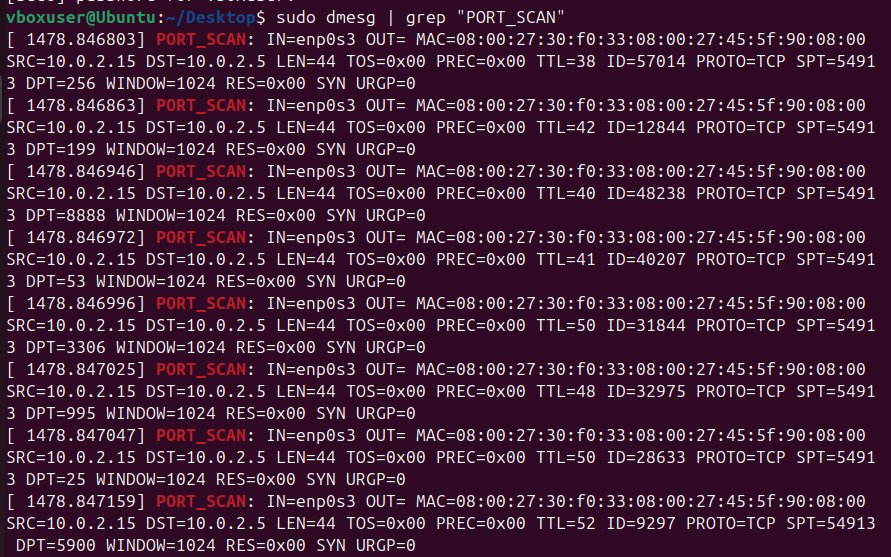 vboxuser@Ubuntu:~/Desktop$ sudo dmesg | grep "PORT_SCAN"
[ 1478.846803] PORT_SCAN: IN=enp0s3 OUT= MAC=08:00:27:30:f0:33:08:00:27:45:5f:90:08:00
SRC=10.0.2.15 DST=10.0.2.5 LEN=44 TOS=0x00 PREC=0x00 TTL=38 ID=57014 PROTO=TCP SPT=5491
3 DPT=256 WINDOW=1024 RES=0x00 SYN URGP=0
[ 1478.846863] PORT_SCAN: IN=enp0s3 OUT= MAC=08:00:27:30:f0:33:08:00:27:45:5f:90:08:00
SRC=10.0.2.15 DST=10.0.2.5 LEN=44 TOS=0x00 PREC=0x00 TTL=42 ID=12844 PROTO=TCP SPT=5491
3 DPT=199 WINDOW=1024 RES=0x00 SYN URGP=0
[ 1478.846946] PORT_SCAN: IN=enp0s3 OUT= MAC=08:00:27:30:f0:33:08:00:27:45:5f:90:08:00
SRC=10.0.2.15 DST=10.0.2.5 LEN=44 TOS=0x00 PREC=0x00 TTL=40 ID=48238 PROTO=TCP SPT=5491
3 DPT=8888 WINDOW=1024 RES=0x00 SYN URGP=0
[ 1478.846972] PORT_SCAN: IN=enp0s3 OUT= MAC=08:00:27:30:f0:33:08:00:27:45:5f:90:08:00
SRC=10.0.2.15 DST=10.0.2.5 LEN=44 TOS=0x00 PREC=0x00 TTL=41 ID=40207 PROTO=TCP SPT=5491
3 DPT=53 WINDOW=1024 RES=0x00 SYN URGP=0
[ 1478.846996] PORT_SCAN: IN=enp0s3 OUT= MAC=08:00:27:30:f0:33:08:00:27:45:5f:90:08:00
SRC=10.0.2.15 DST=10.0.2.5 LEN=44 TOS=0x00 PREC=0x00 TTL=50 ID=31844 PROTO=TCP SPT=5491
3 DPT=3306 WINDOW=1024 RES=0x00 SYN URGP=0
[ 1478.847025] PORT_SCAN: IN=enp0s3 OUT= MAC=08:00:27:30:f0:33:08:00:27:45:5f:90:08:00
SRC=10.0.2.15 DST=10.0.2.5 LEN=44 TOS=0x00 PREC=0x00 TTL=48 ID=32975 PROTO=TCP SPT=5491
3 DPT=995 WINDOW=1024 RES=0x00 SYN URGP=0
[ 1478.847047] PORT_SCAN: IN=enp0s3 OUT= MAC=08:00:27:30:f0:33:08:00:27:45:5f:90:08:00
SRC=10.0.2.15 DST=10.0.2.5 LEN=44 TOS=0x00 PREC=0x00 TTL=50 ID=28633 PROTO=TCP SPT=5491
3 DPT=25 WINDOW=1024 RES=0x00 SYN URGP=0
[ 1478.847159] PORT_SCAN: IN=enp0s3 OUT= MAC=08:00:27:30:f0:33:08:00:27:45:5f:90:08:00
SRC=10.0.2.15 DST=10.0.2.5 LEN=44 TOS=0x00 PREC=0x00 TTL=52 ID=9297 PROTO=TCP SPT=54913
DPT=5900 WINDOW=1024 RES=0x00 SYN URGP=0